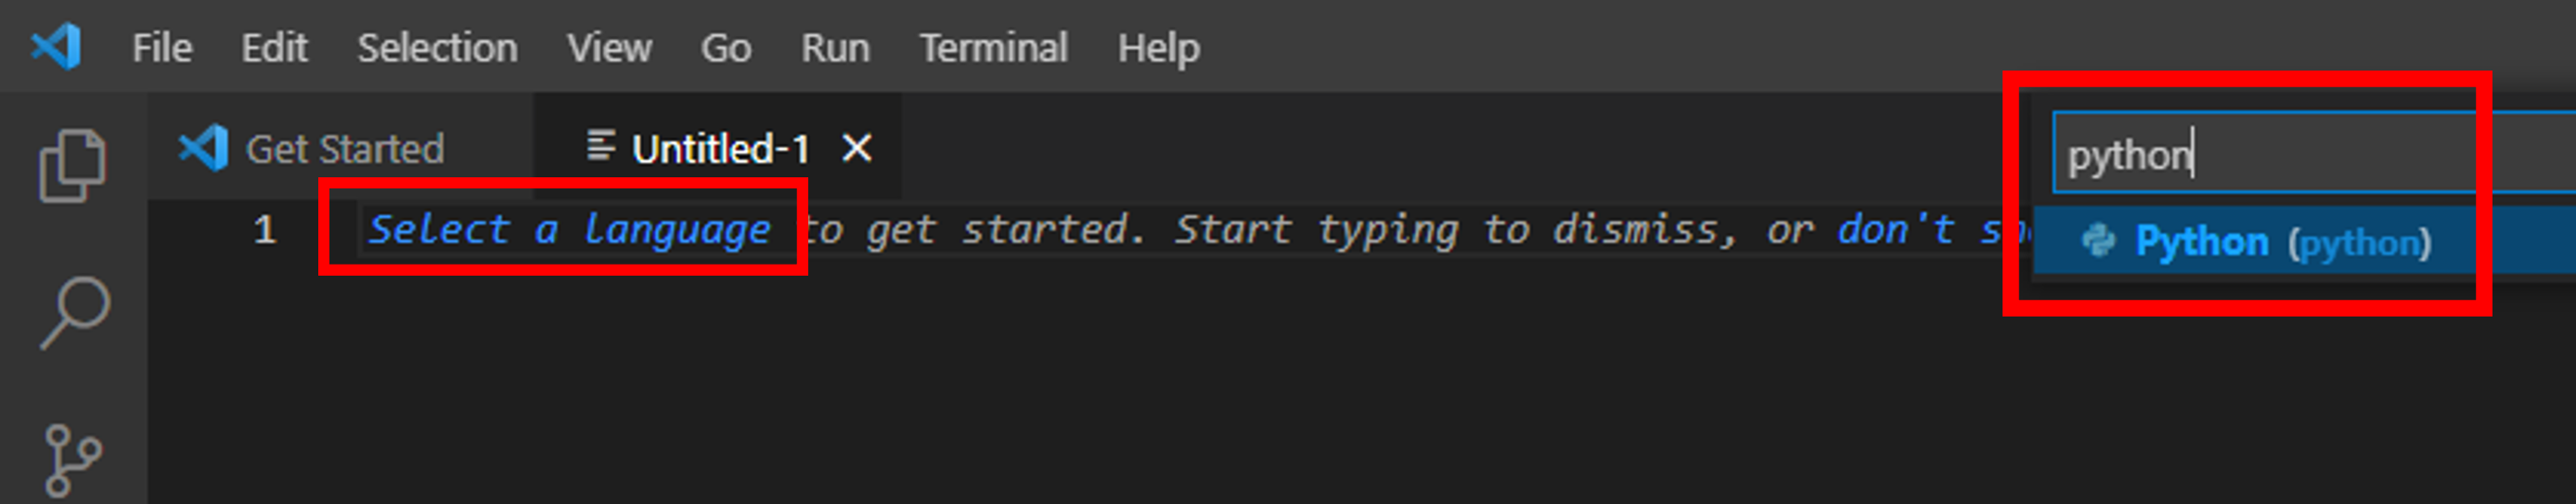 File Edit Selection View Go Run Terminal Help
Get Started Untitled-1
python
1 Select a language to get started. Start typing to dismiss, or don't
Python (python)